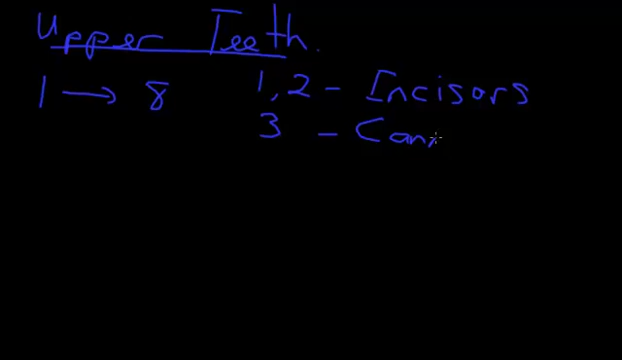 Upper Teeth.
1 → 8
1,2 - Incisors
3 - Can